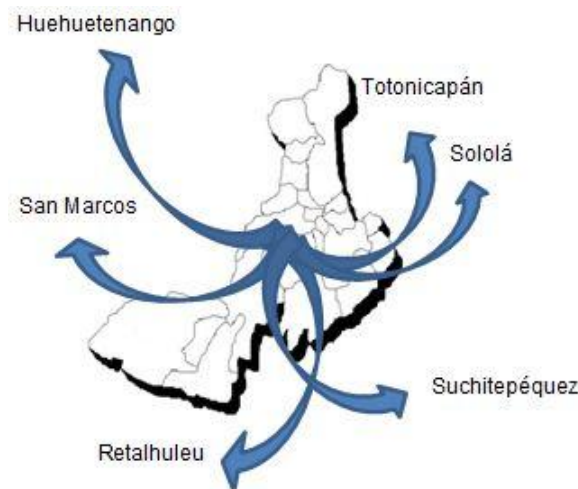 Huehuetenango
Totonicapán
Sololá
San Marcos
Suchitepéquez
Retalhuleu